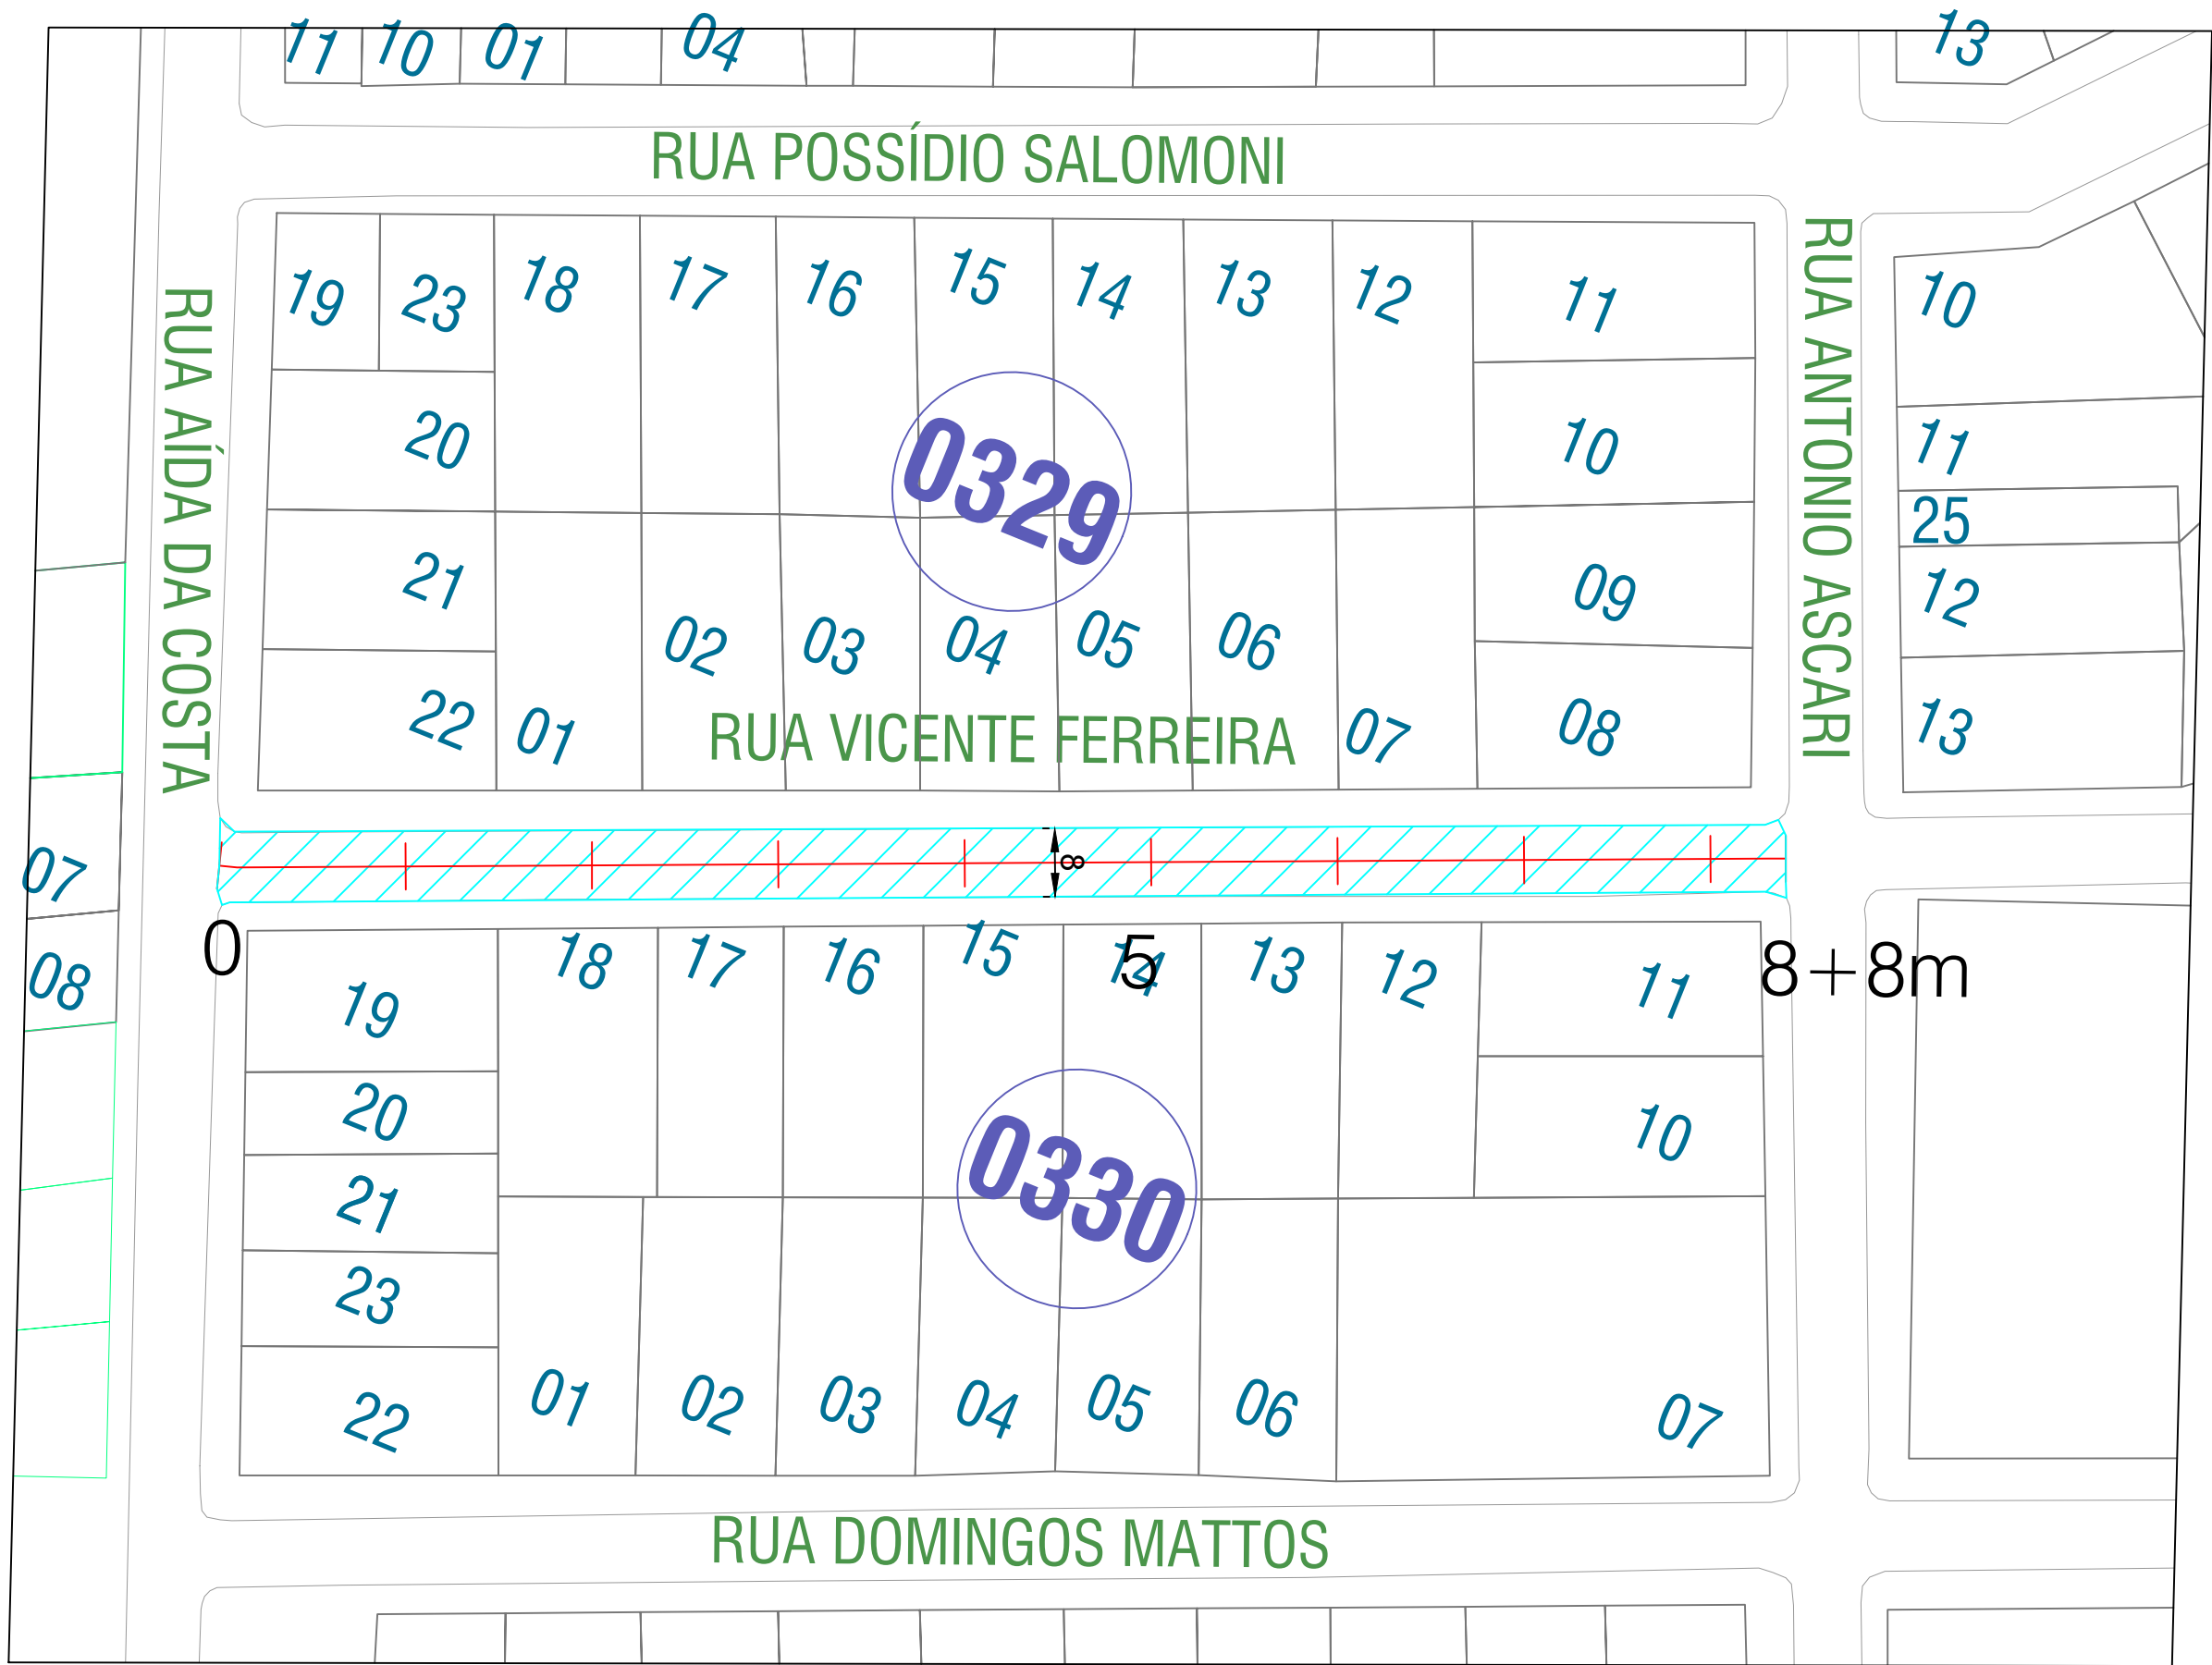 11 10 01 04 13
RUA POSSÍDIO SALOMONI
RUA AÍDA DA COSTA
RUA ANTONIO ASCARI
19 23 18 17 16 15 14 13 12 11
20 10
0329
21 09
22 01 02 03 04 05 06 07 08
RUA VICENTE FERREIRA
10
11
25
12
13
07
08
8
0 5 8+8m
19 18 17 16 15 14 13 12 11
20 10
21
23
22
0330
01 02 03 04 05 06 07
RUA DOMINGOS MATTOS